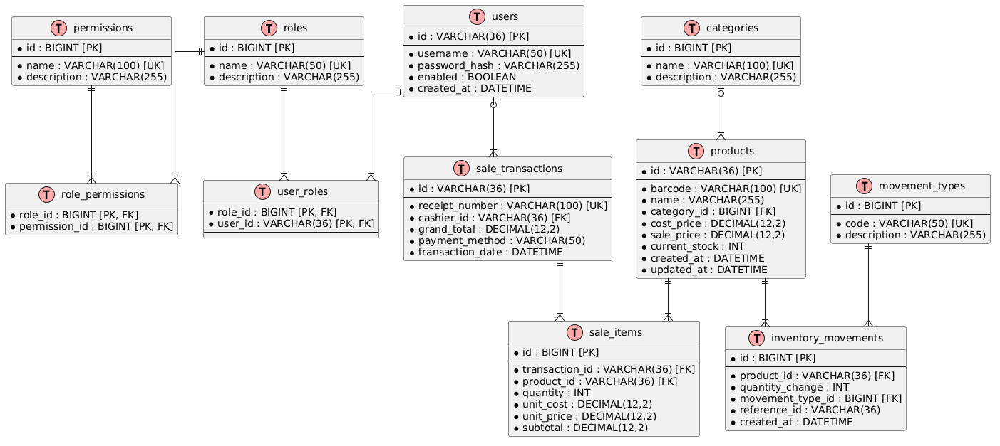 T permissions
* id : BIGINT [PK]
* name : VARCHAR(100) [UK]
* description : VARCHAR(255)
T roles
* id : BIGINT [PK]
* name : VARCHAR(50) [UK]
* description : VARCHAR(255)
T users
* id : VARCHAR(36) [PK]
* username : VARCHAR(50) [UK]
* password_hash : VARCHAR(255)
* enabled : BOOLEAN
* created_at : DATETIME
T categories
* id : BIGINT [PK]
* name : VARCHAR(100) [UK]
* description : VARCHAR(255)
T role_permissions
* role_id : BIGINT [PK, FK]
* permission_id : BIGINT [PK, FK]
T user_roles
* role_id : BIGINT [PK, FK]
* user_id : VARCHAR(36) [PK, FK]
T sale_transactions
* id : VARCHAR(36) [PK]
* receipt_number : VARCHAR(100) [UK]
* cashier_id : VARCHAR(36) [FK]
* grand_total : DECIMAL(12,2)
* payment_method : VARCHAR(50)
* transaction_date : DATETIME
T products
* id : VARCHAR(36) [PK]
* barcode : VARCHAR(100) [UK]
* name : VARCHAR(255)
* category_id : BIGINT [FK]
* cost_price : DECIMAL(12,2)
* sale_price : DECIMAL(12,2)
* current_stock : INT
* created_at : DATETIME
* updated_at : DATETIME
T movement_types
* id : BIGINT [PK]
* code : VARCHAR(50) [UK]
* description : VARCHAR(255)
T sale_items
* id : BIGINT [PK]
* transaction_id : VARCHAR(36) [FK]
* product_id : VARCHAR(36) [FK]
* quantity : INT
* unit_cost : DECIMAL(12,2)
* unit_price : DECIMAL(12,2)
* subtotal : DECIMAL(12,2)
T inventory_movements
* id : BIGINT [PK]
* product_id : VARCHAR(36) [FK]
* quantity_change : INT
* movement_type_id : BIGINT [FK]
* reference_id : VARCHAR(36)
* created_at : DATETIME